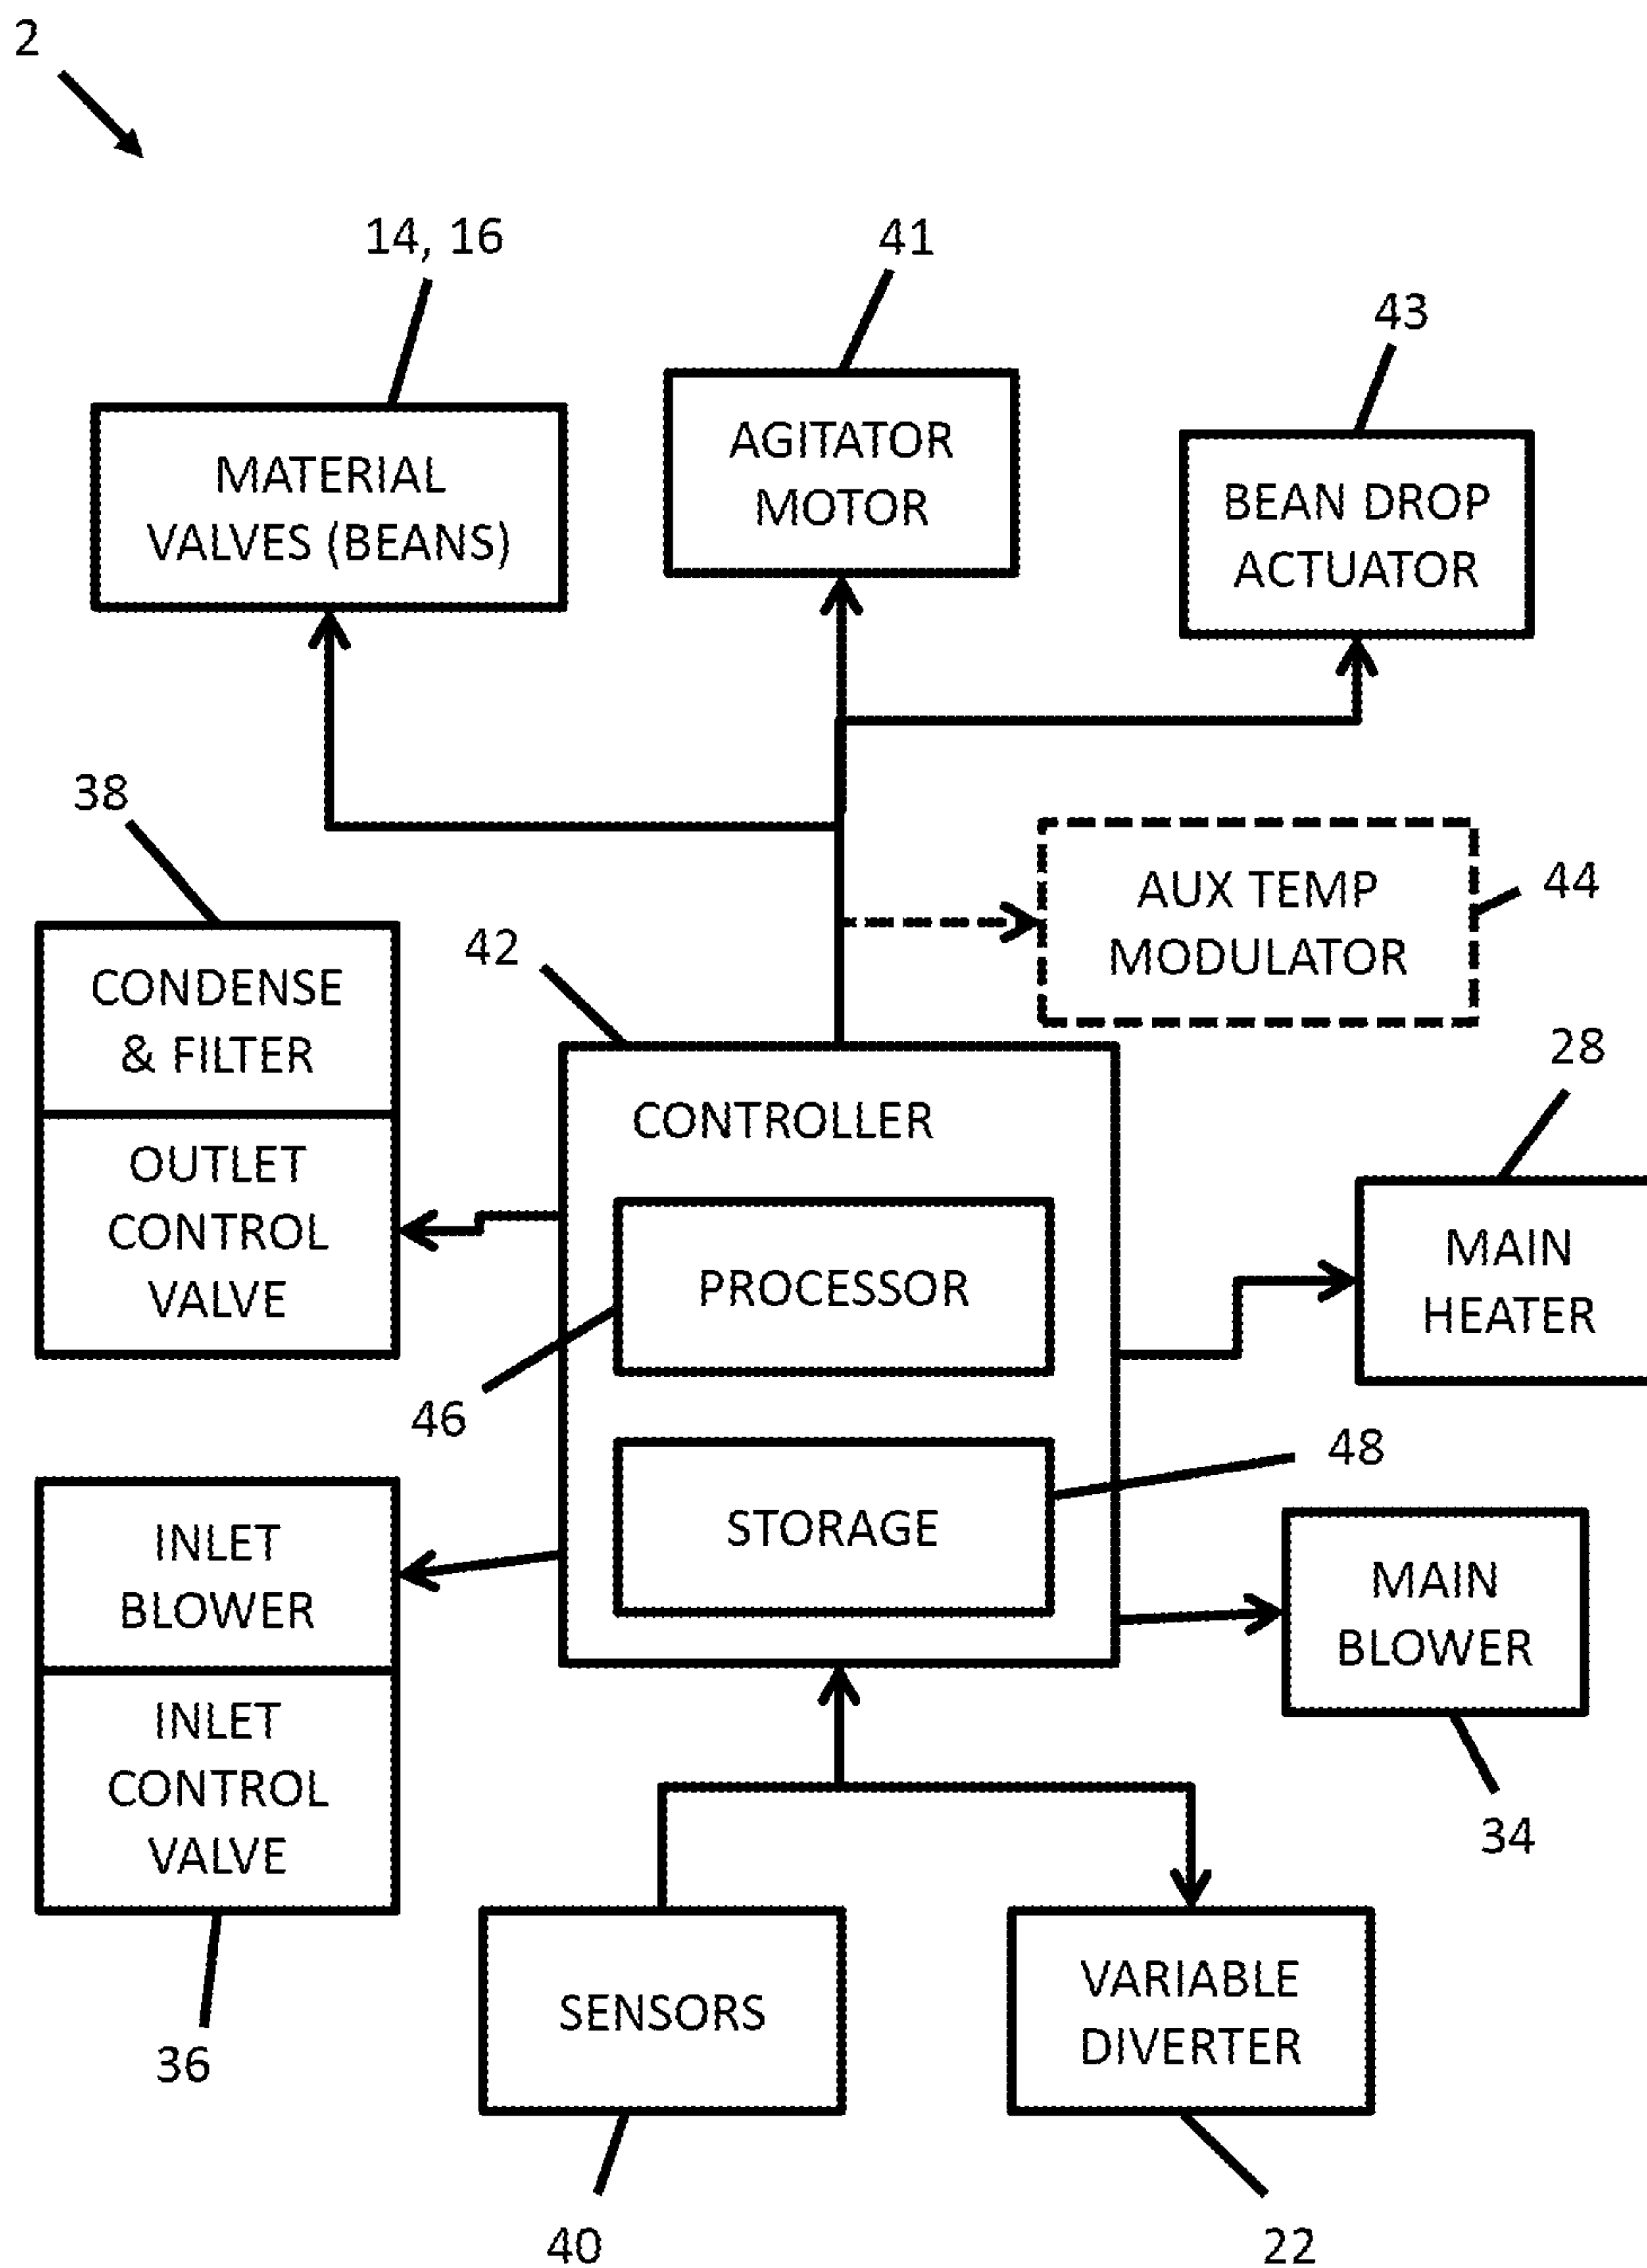 2
14, 16
41
43
MATERIAL
VALVES (BEANS)
AGITATOR
MOTOR
BEAN DROP
ACTUATOR
38
AUX TEMP
MODULATOR
44
42
CONDENSE
& FILTER
OUTLET
CONTROL
VALVE
CONTROLLER
PROCESSOR
46
STORAGE
48
28
MAIN
HEATER
INLET
BLOWER
INLET
CONTROL
VALVE
36
MAIN
BLOWER
34
SENSORS
40
VARIABLE
DIVERTER
22